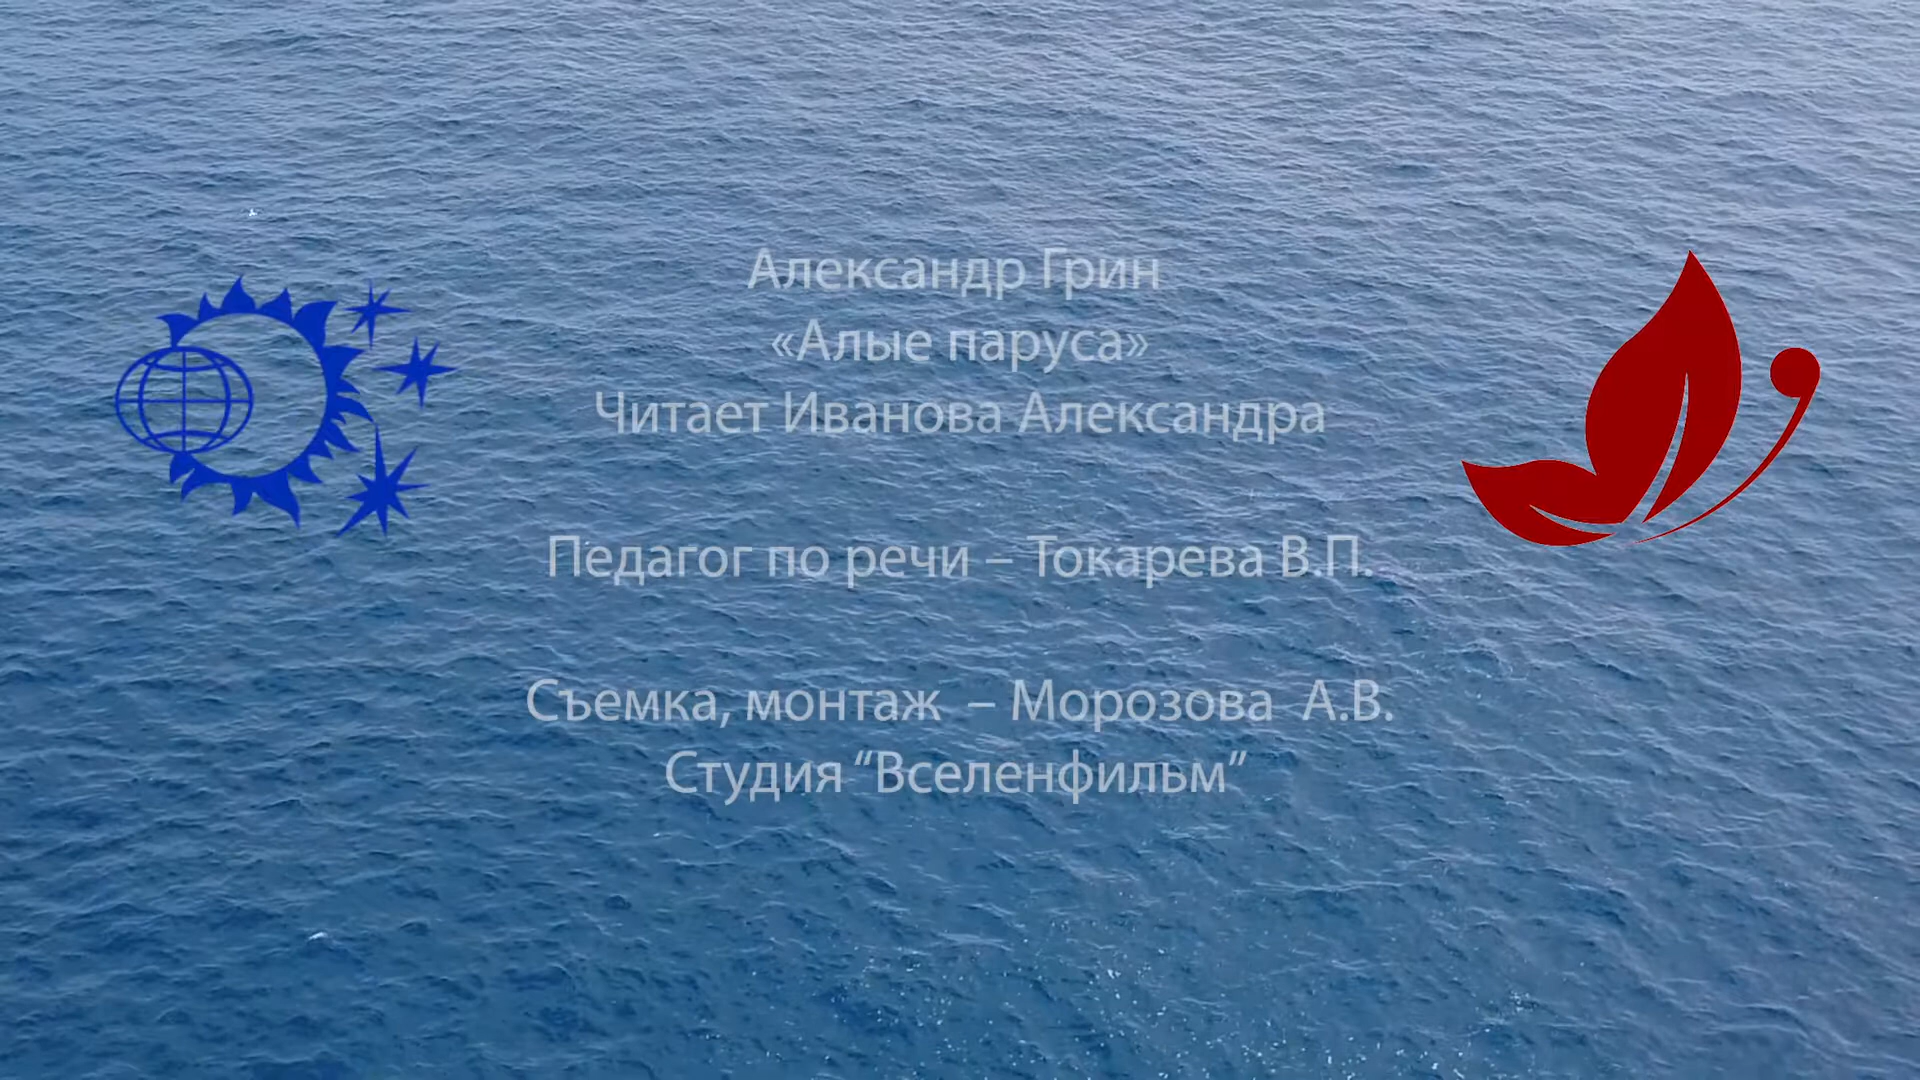 Александр Грин
«Алые паруса»
Читает Иванова Александра
Педагог по речи – Токарева В.П.
Съемка, монтаж – Морозова А.В.
Студия “Вселенфильм”